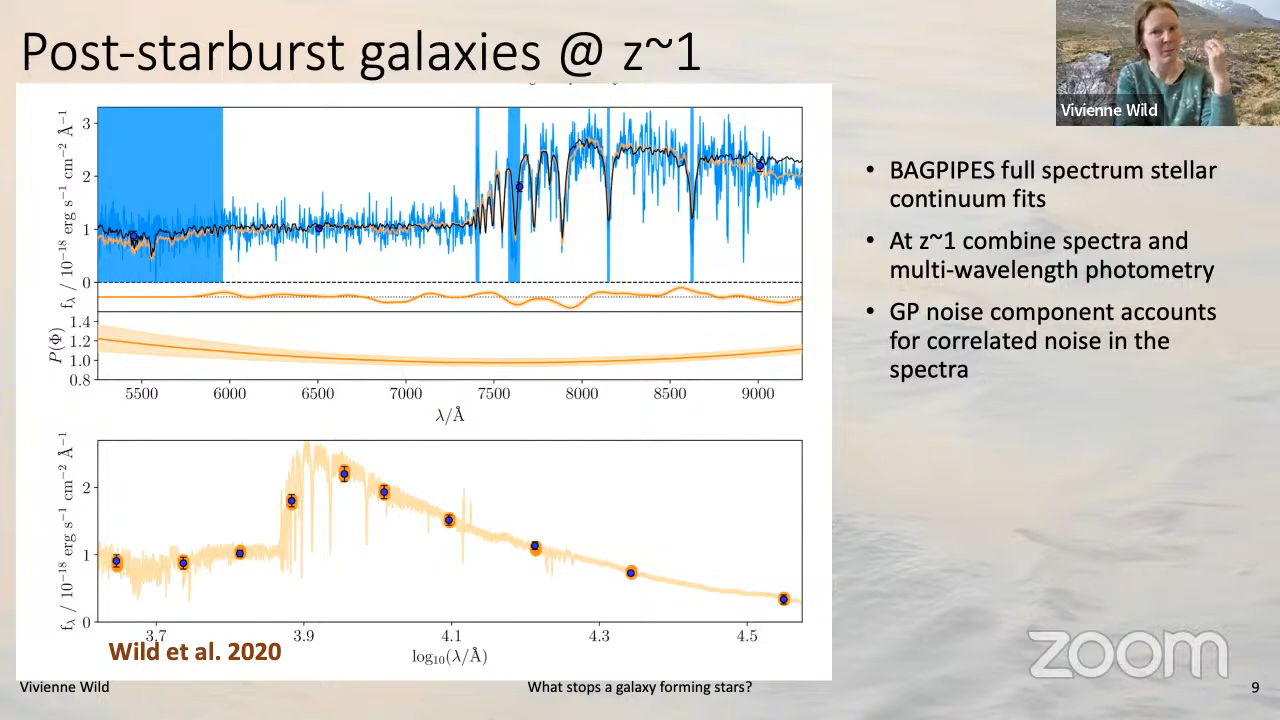 Post-starburst galaxies @ z~1
Vivienne Wild
fλ / 10⁻¹⁸ erg s⁻¹ cm⁻² Å⁻¹
3
2
1
0
P(Φ)
1.4
1.2
1.0
0.8
5500 6000 6500 7000 7500 8000 8500 9000
λ/Å
fλ / 10⁻¹⁸ erg s⁻¹ cm⁻² Å⁻¹
2
1
0
3.7 3.9 4.1 4.3 4.5
log₁₀(λ/Å)
Wild et al. 2020
• BAGPIPES full spectrum stellar
continuum fits
• At z~1 combine spectra and
multi-wavelength photometry
• GP noise component accounts
for correlated noise in the
spectra
zoom
Vivienne Wild
What stops a galaxy forming stars?
9